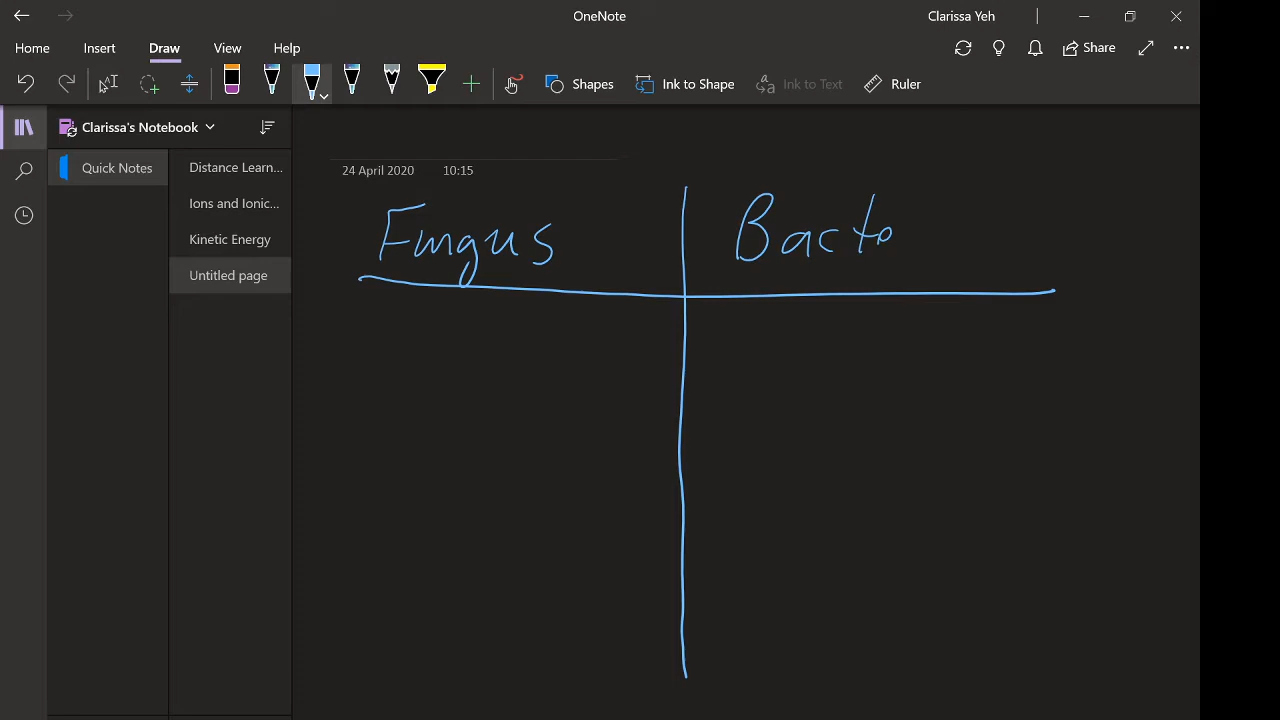 OneNote
Clarissa Yeh
Home Insert Draw View Help
Share
Shapes Ink to Shape Ink to Text Ruler
Clarissa's Notebook
Quick Notes
Distance Learn...
Ions and Ionic...
Kinetic Energy
Untitled page
24 April 2020 10:15
Fungus